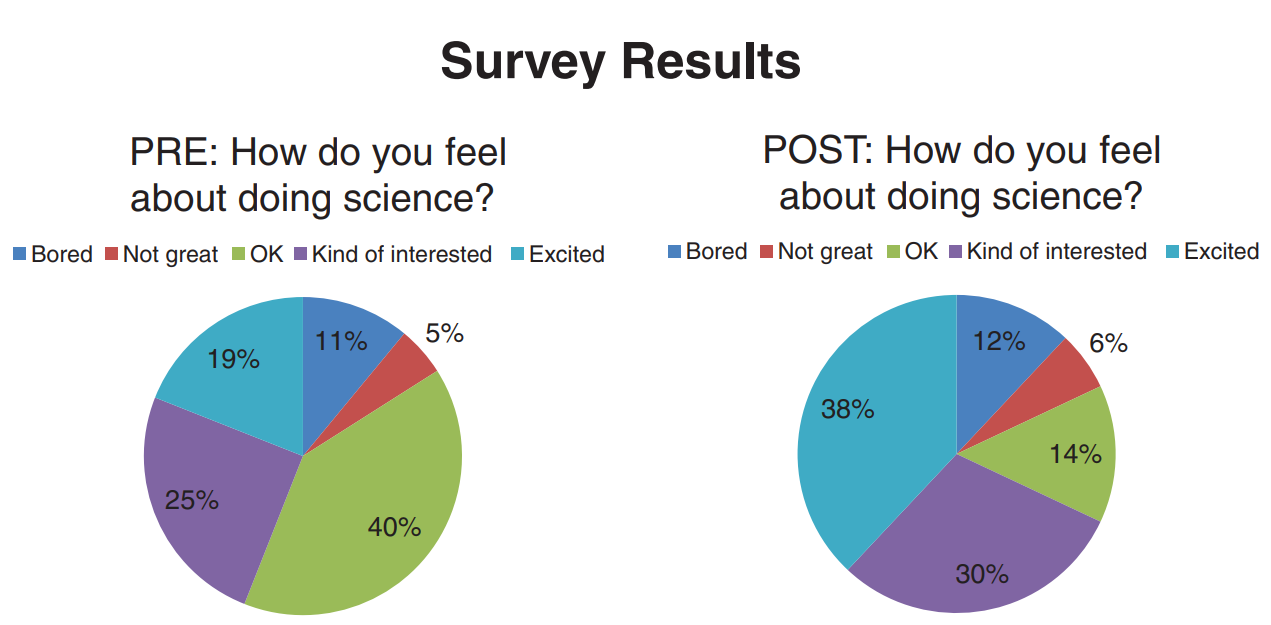 Survey Results
PRE: How do you feel
about doing science?
Bored Not great OK Kind of interested Excited
11%
5%
40%
25%
19%
POST: How do you feel
about doing science?
Bored Not great OK Kind of interested Excited
12%
6%
14%
30%
38%